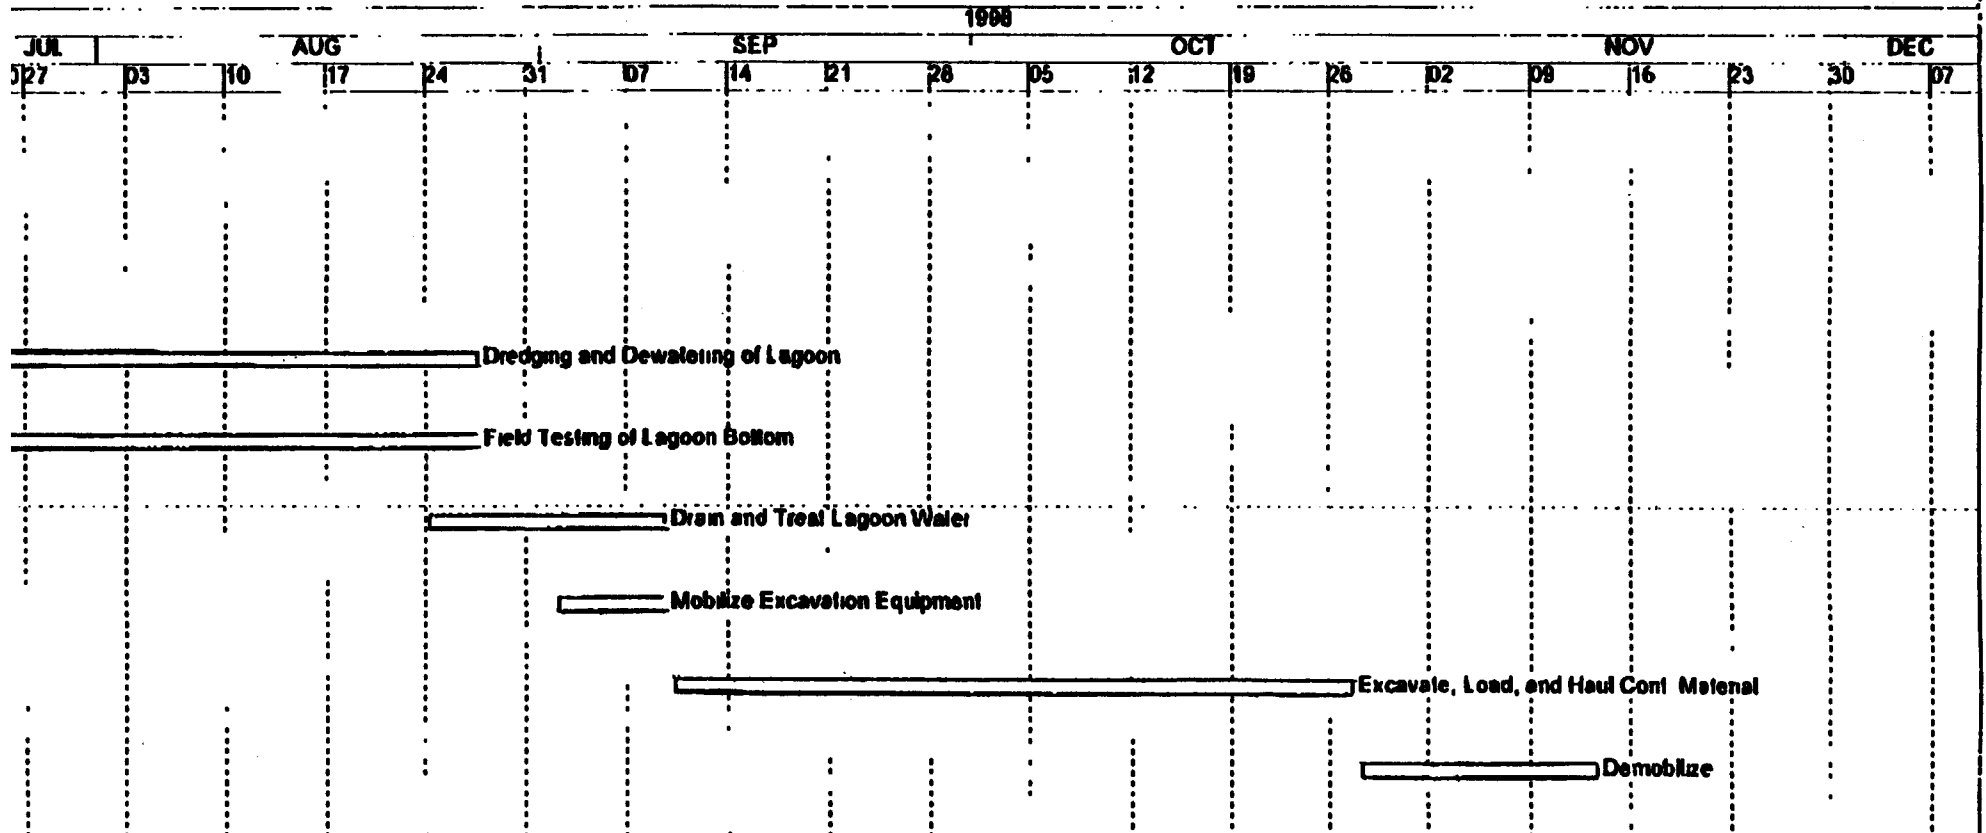 1998
JUL AUG SEP OCT NOV DEC
27 03 10 17 24 31 07 14 21 28 05 12 19 26 02 09 16 23 30 07
Dredging and Dewatering of Lagoon
Field Testing of Lagoon Bottom
Drain and Treat Lagoon Water
Mobilize Excavation Equipment
Excavate, Load, and Haul Cont Material
Demobilize